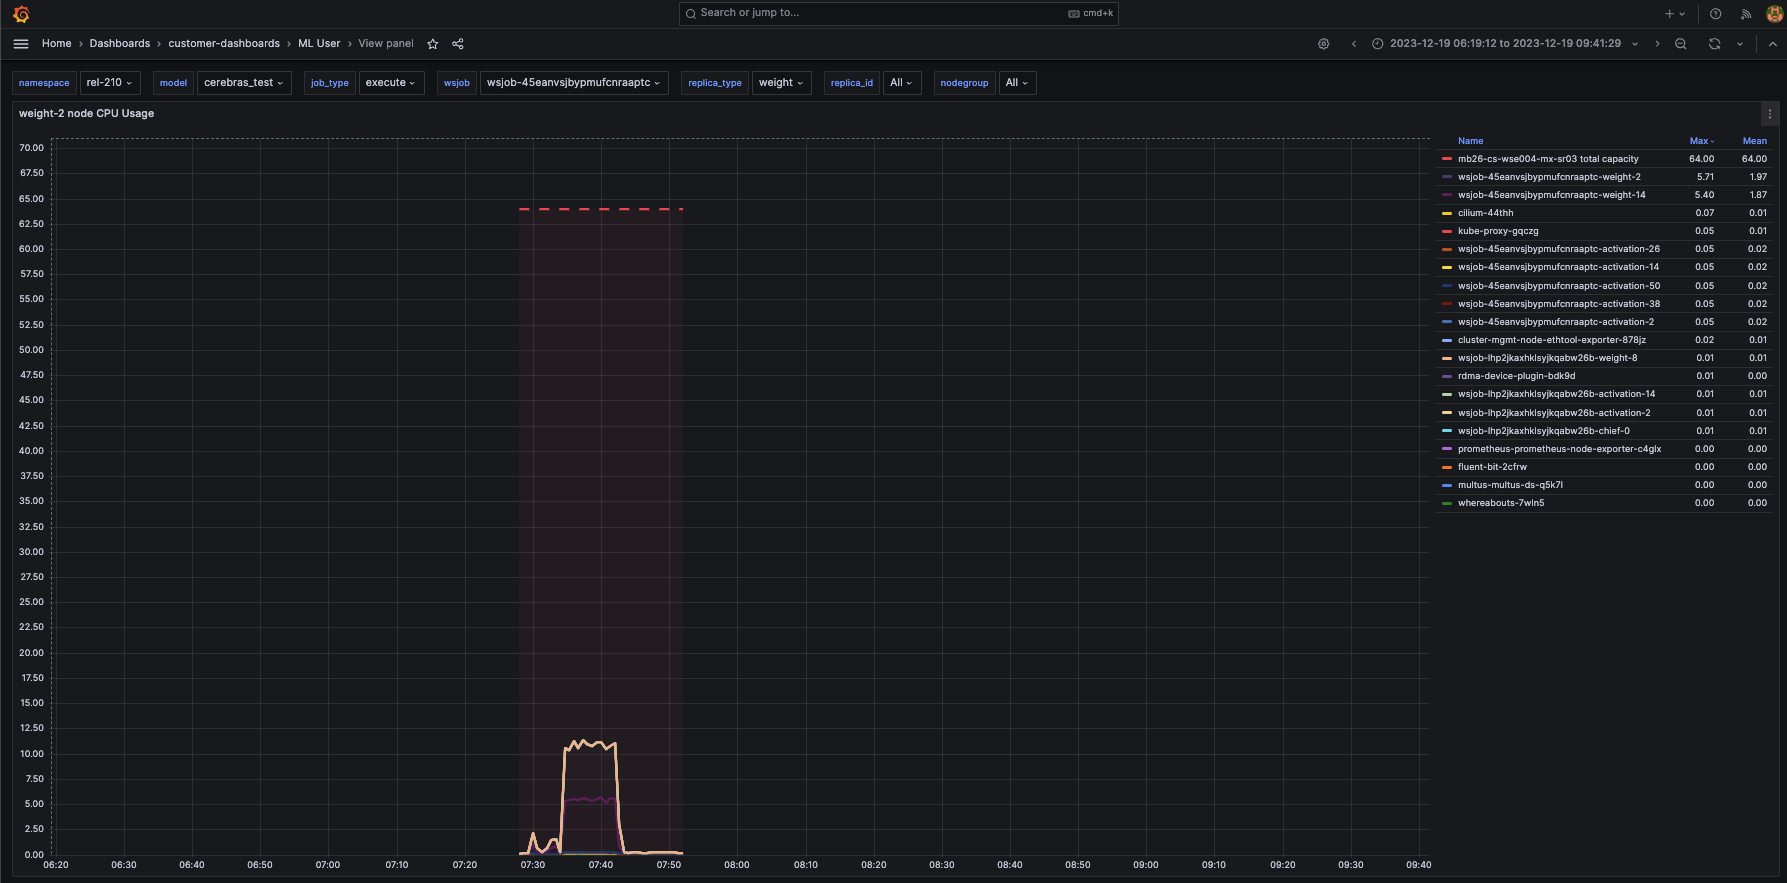 Search or jump to...
cmd+k
Home › Dashboards › customer-dashboards › ML User › View panel
2023-12-19 06:19:12 to 2023-12-19 09:41:29
namespace rel-210 model cerebras_test job_type execute wsjob wsjob-45eanvsjbypmufcnraaptc replica_type weight replica_id All nodegroup All
weight-2 node CPU Usage
70.00
67.50
65.00
62.50
60.00
57.50
55.00
52.50
50.00
47.50
45.00
42.50
40.00
37.50
35.00
32.50
30.00
27.50
25.00
22.50
20.00
17.50
15.00
12.50
10.00
7.50
5.00
2.50
0.00
06:20 06:30 06:40 06:50 07:00 07:10 07:20 07:30 07:40 07:50 08:00 08:10 08:20 08:30 08:40 08:50 09:00 09:10 09:20 09:30 09:40
Name Max Mean
mb26-cs-wse004-mx-sr03 total capacity 64.00 64.00
wsjob-45eanvsjbypmufcnraaptc-weight-2 5.71 1.97
wsjob-45eanvsjbypmufcnraaptc-weight-14 5.40 1.87
cilium-44thh 0.07 0.01
kube-proxy-gqczg 0.05 0.01
wsjob-45eanvsjbypmufcnraaptc-activation-26 0.05 0.02
wsjob-45eanvsjbypmufcnraaptc-activation-14 0.05 0.02
wsjob-45eanvsjbypmufcnraaptc-activation-50 0.05 0.02
wsjob-45eanvsjbypmufcnraaptc-activation-38 0.05 0.02
wsjob-45eanvsjbypmufcnraaptc-activation-2 0.05 0.02
cluster-mgmt-node-ethtool-exporter-878jz 0.02 0.01
wsjob-lhp2jkaxhklsyjkqabw26b-weight-8 0.01 0.01
rdma-device-plugin-bdk9d 0.01 0.00
wsjob-lhp2jkaxhklsyjkqabw26b-activation-14 0.01 0.01
wsjob-lhp2jkaxhklsyjkqabw26b-activation-2 0.01 0.01
wsjob-lhp2jkaxhklsyjkqabw26b-chief-0 0.01 0.01
prometheus-prometheus-node-exporter-c4glx 0.00 0.00
fluent-bit-2cfrw 0.00 0.00
multus-multus-ds-q5k7l 0.00 0.00
whereabouts-7wln5 0.00 0.00